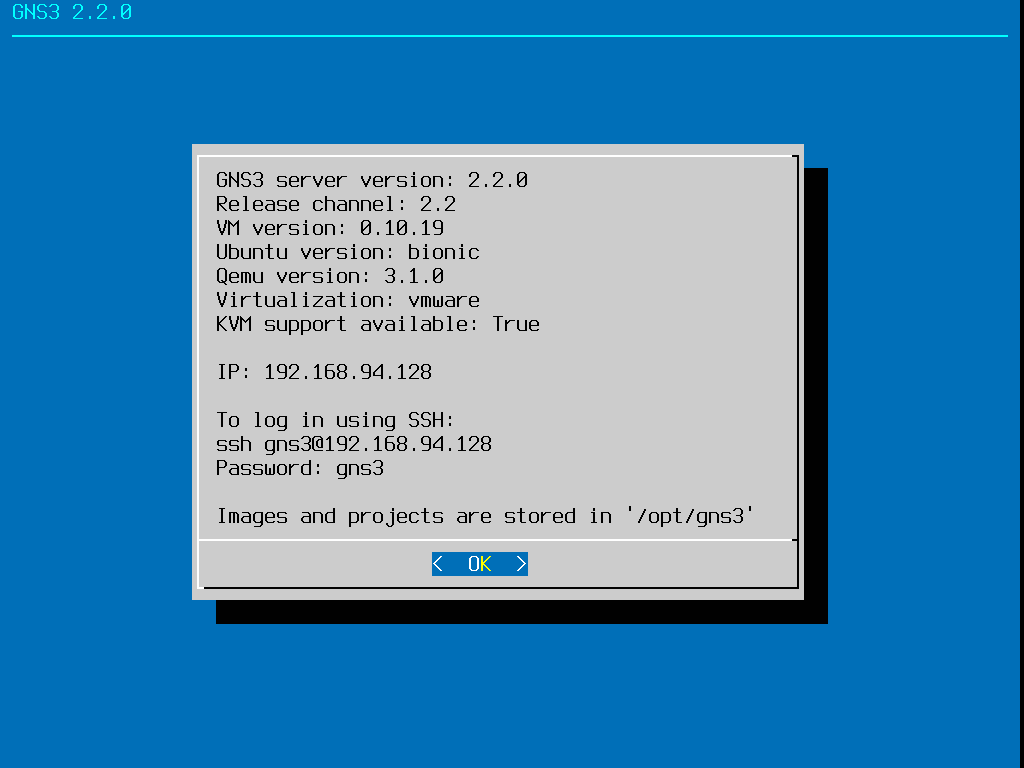 GNS3 2.2.0
GNS3 server version: 2.2.0
Release channel: 2.2
VM version: 0.10.19
Ubuntu version: bionic
Qemu version: 3.1.0
Virtualization: vmware
KVM support available: True
IP: 192.168.94.128
To log in using SSH:
ssh gns3@192.168.94.128
Password: gns3
Images and projects are stored in '/opt/gns3'
<  OK  >